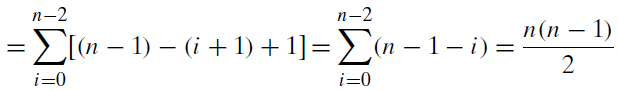 = \sum_{i=0}^{n-2} [(n − 1) − (i + 1) + 1] = \sum_{i=0}^{n-2} (n − 1 − i) = \frac{n(n − 1)}{2}